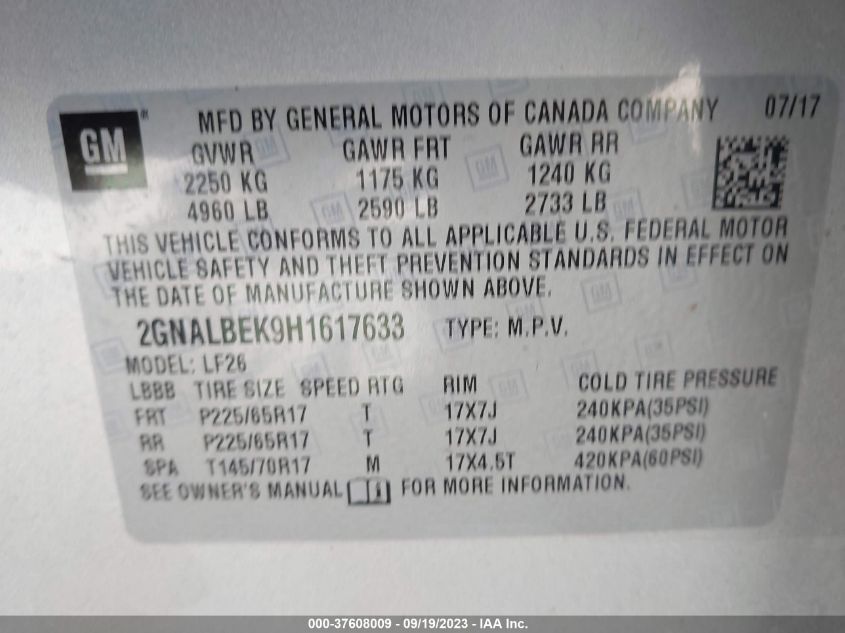 GM ® MFD BY GENERAL MOTORS OF CANADA COMPANY 07/17
GVWR GAWR FRT GAWR RR
2250 KG 1175 KG 1240 KG
4960 LB 2590 LB 2733 LB
THIS VEHICLE CONFORMS TO ALL APPLICABLE U.S. FEDERAL MOTOR
VEHICLE SAFETY AND THEFT PREVENTION STANDARDS IN EFFECT ON
THE DATE OF MANUFACTURE SHOWN ABOVE.
2GNALBEK9H1617633 TYPE: M.P.V.
MODEL: LF26
LBBB TIRE SIZE SPEED RTG RIM COLD TIRE PRESSURE
FRT P225/65R17 T 17X7J 240KPA(35PSI)
RR P225/65R17 T 17X7J 240KPA(35PSI)
SPA T145/70R17 M 17X4.5T 420KPA(60PSI)
SEE OWNER'S MANUAL FOR MORE INFORMATION.
000-37608009 - 09/19/2023 - IAA Inc.